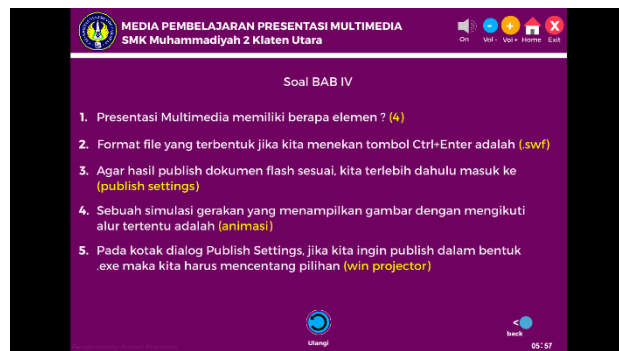 MEDIA PEMBELAJARAN PRESENTASI MULTIMEDIA
SMK Muhammadiyah 2 Klaten Utara
On Vol - Vol + Home Exit
Soal BAB IV
1. Presentasi Multimedia memiliki berapa elemen ? (4)
2. Format file yang terbentuk jika kita menekan tombol Ctrl+Enter adalah (.swf)
3. Agar hasil publish dokumen flash sesuai, kita terlebih dahulu masuk ke
(publish settings)
4. Sebuah simulasi gerakan yang menampilkan gambar dengan mengikuti
alur tertentu adalah (animasi)
5. Pada kotak dialog Publish Settings, jika kita ingin publish dalam bentuk
.exe maka kita harus mencentang pilihan (win projector)
Ulangi
<
back
05:57